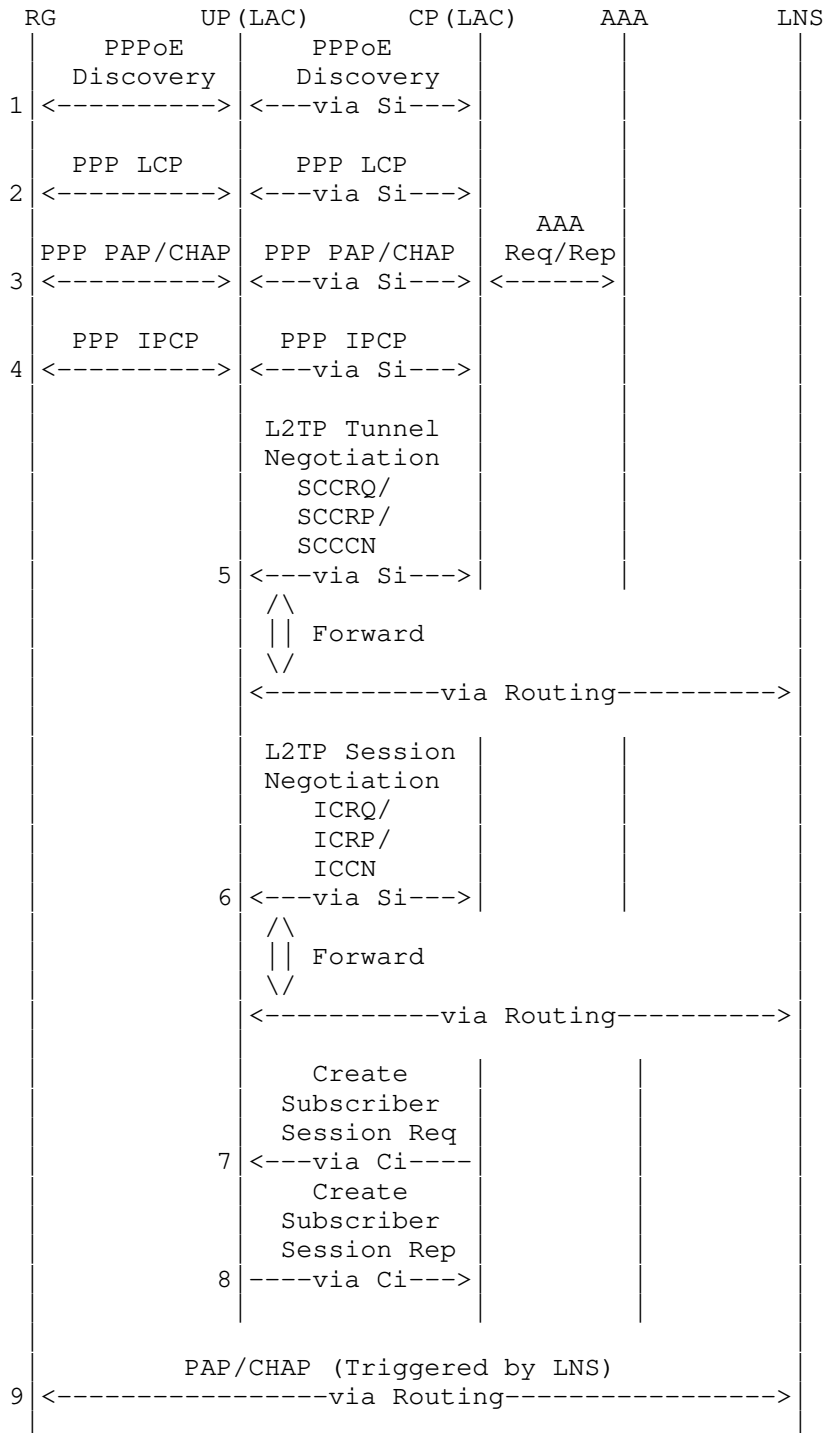 RG UP(LAC) CP(LAC) AAA LNS
PPPoE PPPoE
Discovery Discovery
1 |<---------->|<---via Si--->|
PPP LCP PPP LCP
2 |<---------->|<---via Si--->|
AAA
PPP PAP/CHAP PPP PAP/CHAP Req/Rep
3 |<---------->|<---via Si--->|<------>|
PPP IPCP PPP IPCP
4 |<---------->|<---via Si--->|
L2TP Tunnel
Negotiation
SCCRQ/
SCCRP/
SCCCN
5 |<---via Si--->|
/\
|| Forward
\/
|<-----------via Routing---------->|
L2TP Session
Negotiation
ICRQ/
ICRP/
ICCN
6 |<---via Si--->|
/\
|| Forward
\/
|<-----------via Routing---------->|
Create
Subscriber
Session Req
7 |<---via Ci----|
Create
Subscriber
Session Rep
8 |----via Ci--->|
PAP/CHAP (Triggered by LNS)
9 |<-----------------via Routing----------------->|